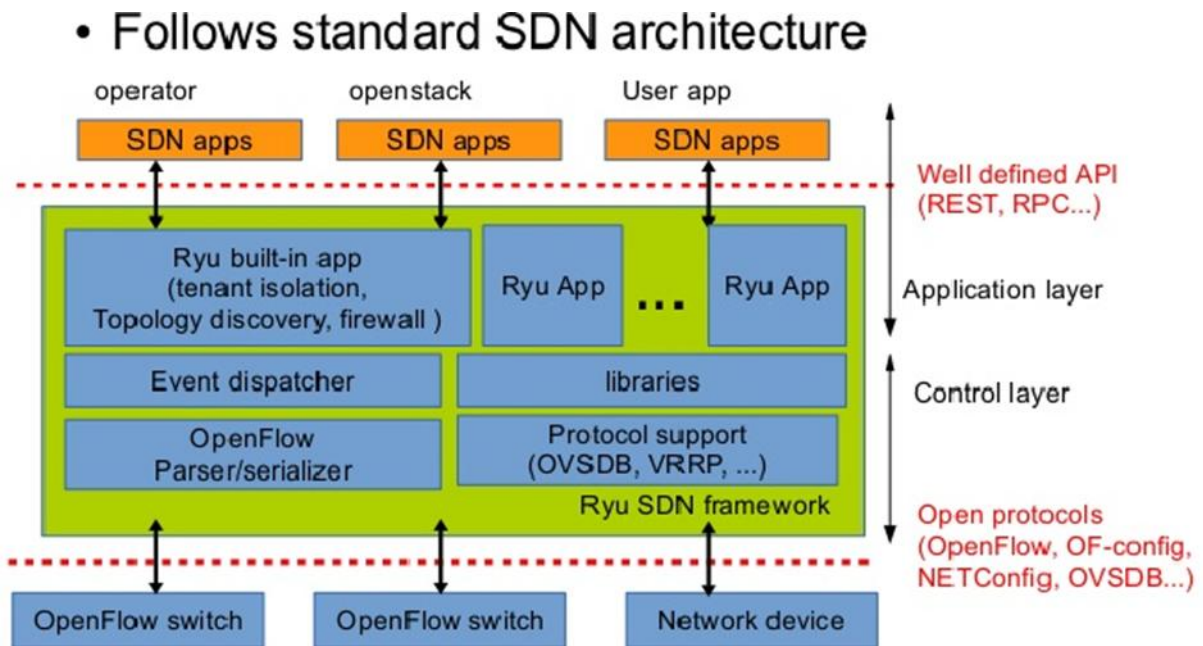 • Follows standard SDN architecture
operator
openstack
User app
SDN apps
SDN apps
SDN apps
Well defined API
(REST, RPC...)
Ryu built-in app
(tenant isolation,
Topology discovery, firewall )
Ryu App
...
Ryu App
Application layer
Event dispatcher
libraries
Control layer
OpenFlow
Parser/serializer
Protocol support
(OVSDB, VRRP, ...)
Ryu SDN framework
Open protocols
(OpenFlow, OF-config,
NETConfig, OVSDB...)
OpenFlow switch
OpenFlow switch
Network device